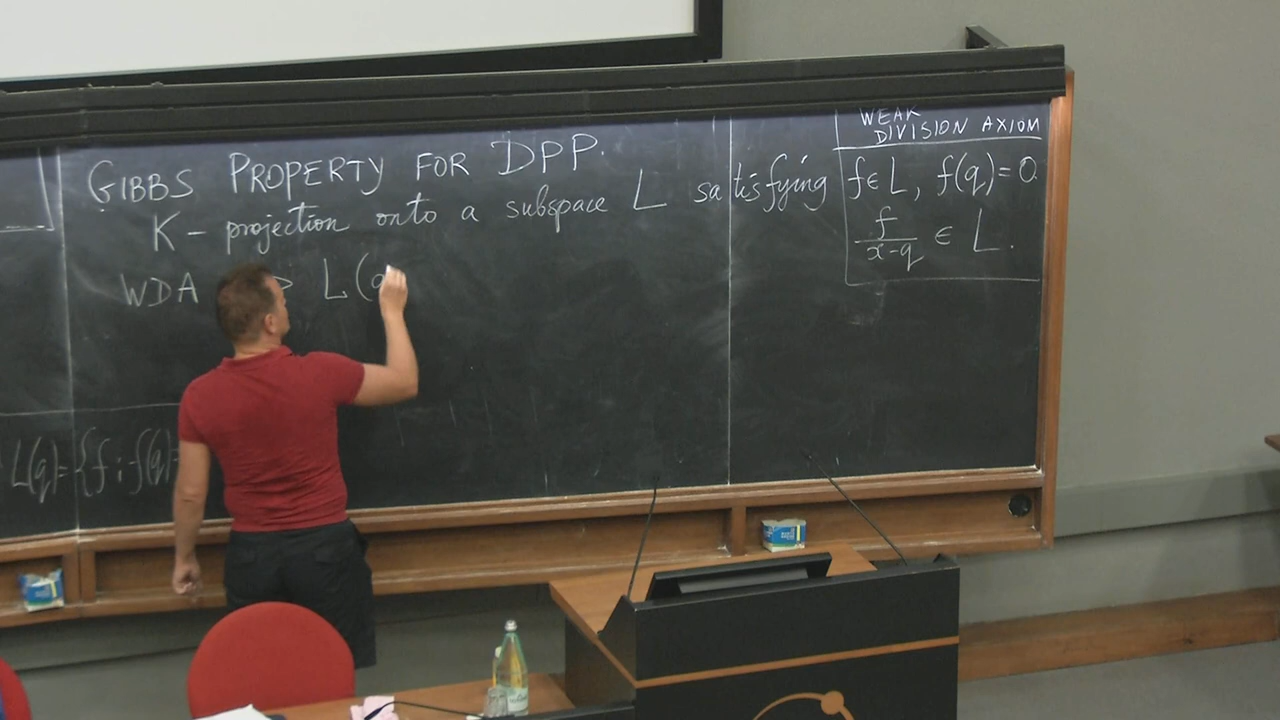 GIBBS PROPERTY FOR DPP.
K - projection onto a subspace L satisfying
WDA => L(q
WEAK
DIVISION AXIOM
f∈L, f(q)=0.
f/x-q ∈ L.
L(q)={f: f(q)=